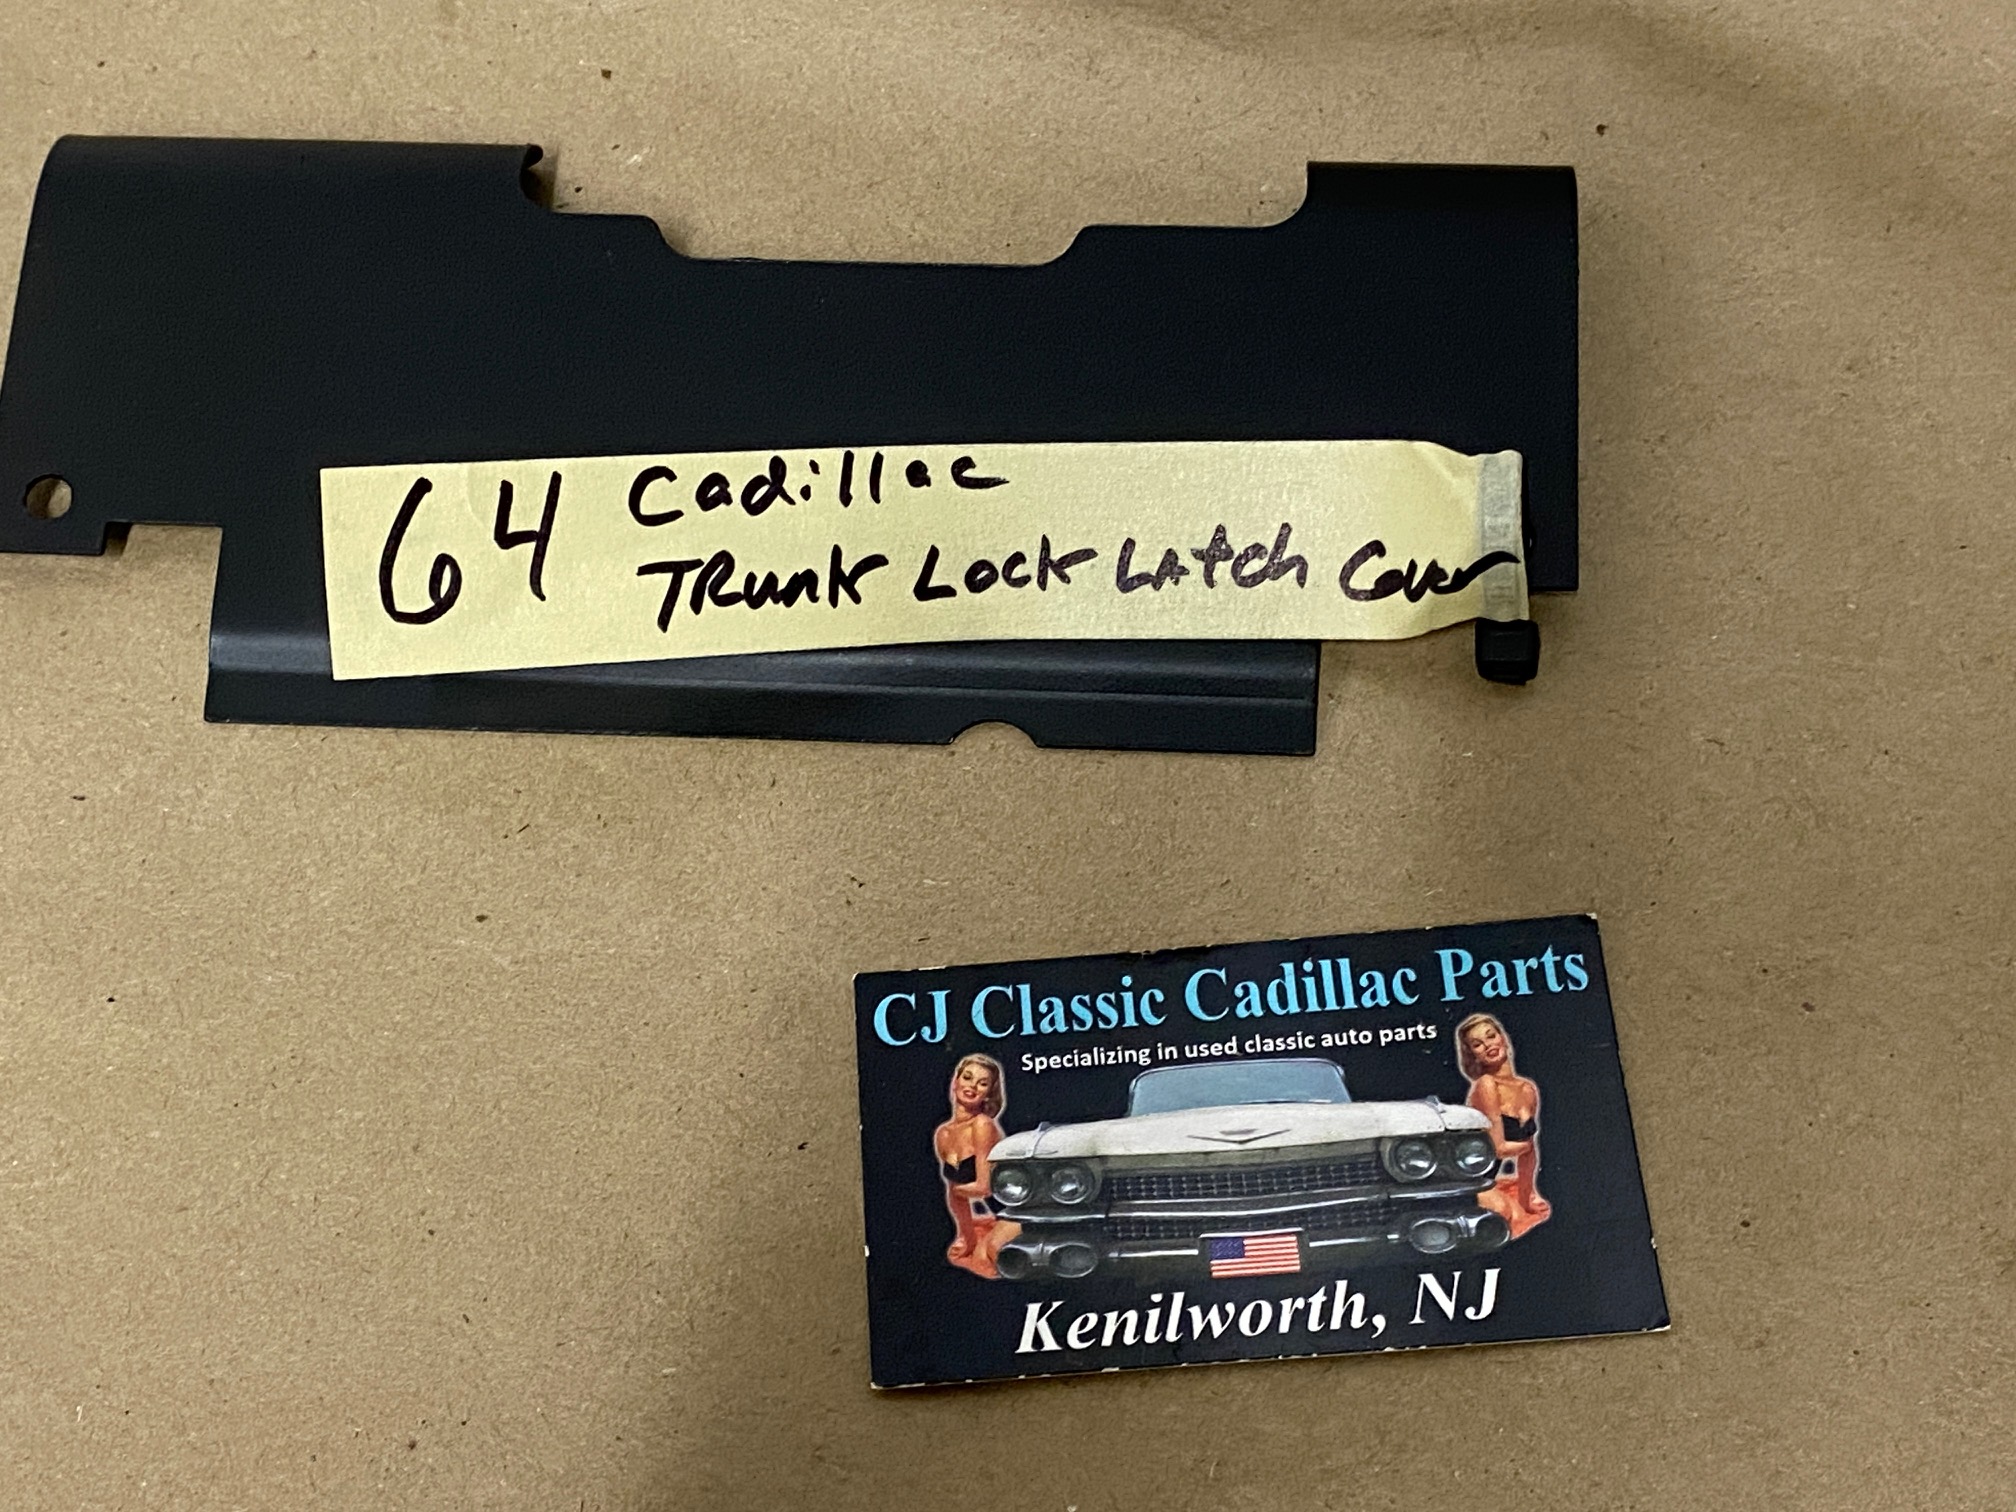 64 Cadillac
Trunk Lock Latch Cover
CJ Classic Cadillac Parts
Specializing in used classic auto parts
Kenilworth, NJ